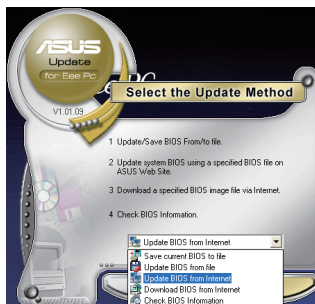 ASUS
Update
for Eee Pc
Select the Update Method
V1.01.09
1 Update/Save BIOS From/to file.
2 Update system BIOS using a specified BIOS file on
ASUS Web Site.
3 Download a specified BIOS image file via Internet.
4 Check BIOS Information.
Update BIOS from Internet
Save current BIOS to file
Update BIOS from file
Update BIOS from Internet
Download BIOS from Internet
Check BIOS Information